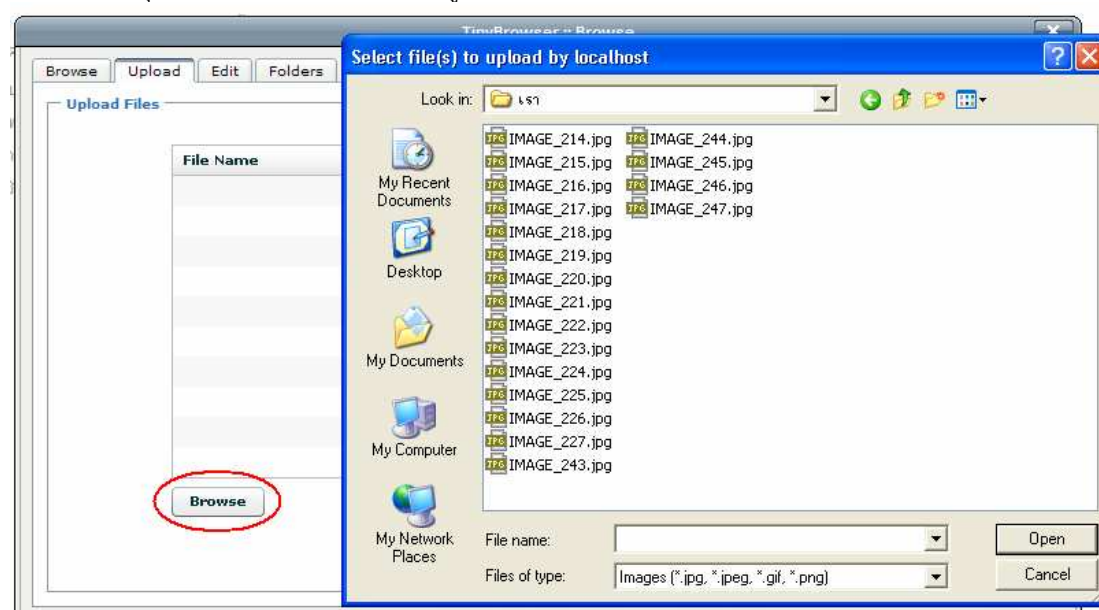 TinyBrowser :: Browse
Browse Upload Edit Folders
Upload Files
File Name
Browse
Select file(s) to upload by localhost
Look in: เรา
My Recent Documents
Desktop
My Documents
My Computer
My Network Places
IMAGE_214.jpg IMAGE_244.jpg
IMAGE_215.jpg IMAGE_245.jpg
IMAGE_216.jpg IMAGE_246.jpg
IMAGE_217.jpg IMAGE_247.jpg
IMAGE_218.jpg
IMAGE_219.jpg
IMAGE_220.jpg
IMAGE_221.jpg
IMAGE_222.jpg
IMAGE_223.jpg
IMAGE_224.jpg
IMAGE_225.jpg
IMAGE_226.jpg
IMAGE_227.jpg
IMAGE_243.jpg
File name: Open
Files of type: Images (*.jpg, *.jpeg, *.gif, *.png) Cancel